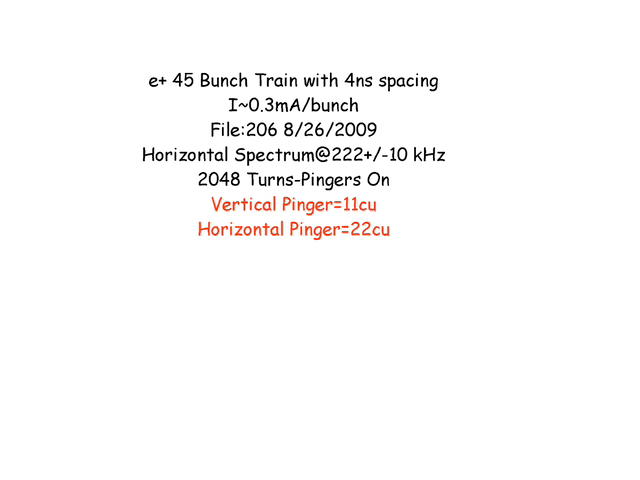 e+ 45 Bunch Train with 4ns spacing
I~0.3mA/bunch
File:206 8/26/2009
Horizontal Spectrum@222+/-10 kHz
2048 Turns-Pingers On
Vertical Pinger=11cu
Horizontal Pinger=22cu